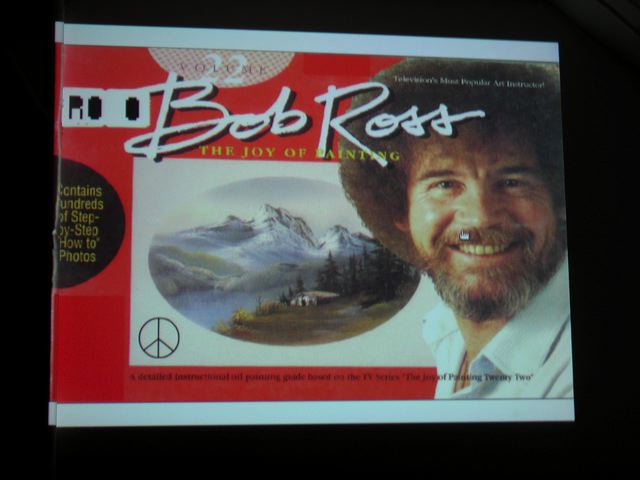 VOLUME
22
Television's Most Popular Art Instructor!
RO O
Bob Ross
THE JOY OF PAINTING
Contains
Hundreds
of Step-
by-Step
"How to"
Photos
A detailed instructional oil painting guide based on the TV Series "The Joy of Painting Twenty Two"